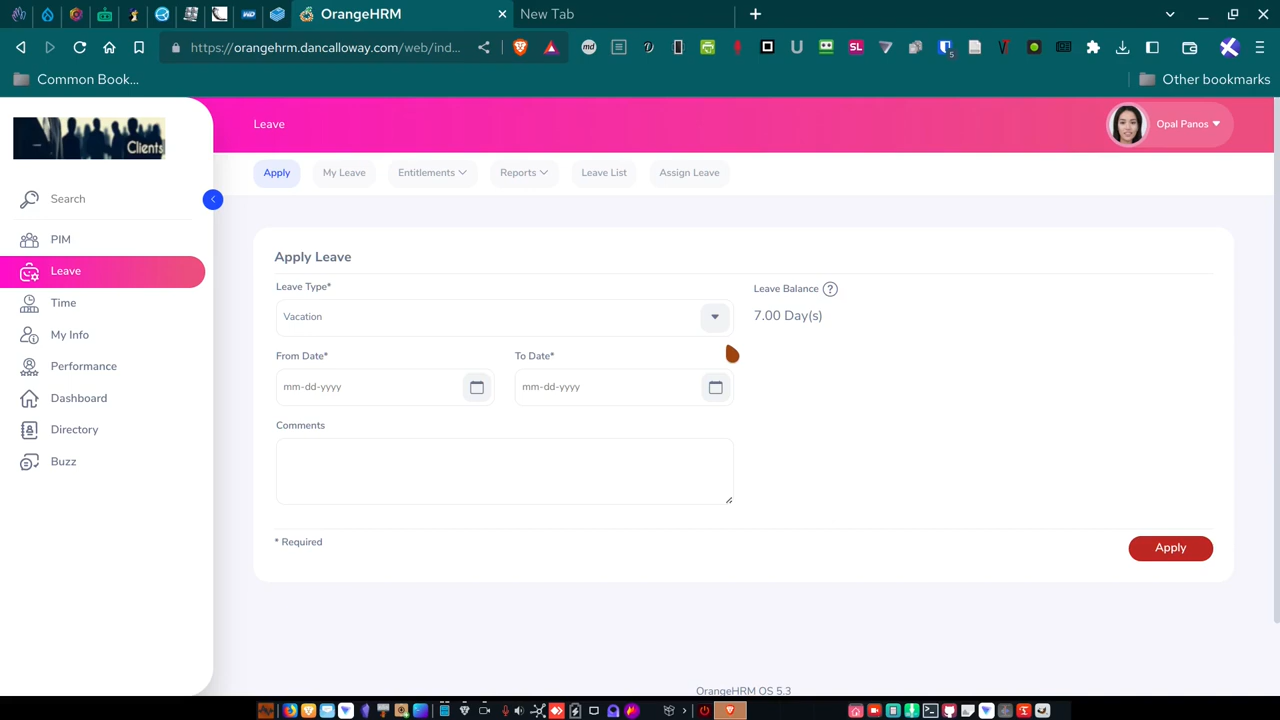 OrangeHRM
New Tab
https://orangehrm.dancalloway.com/web/ind...
Common Book...
Other bookmarks
Clients
Leave
Opal Panos
Apply
My Leave
Entitlements
Reports
Leave List
Assign Leave
Search
PIM
Leave
Time
My Info
Performance
Dashboard
Directory
Buzz
Apply Leave
Leave Type*
Leave Balance ?
Vacation
7.00 Day(s)
From Date*
To Date*
mm-dd-yyyy
mm-dd-yyyy
Comments
* Required
Apply
OrangeHRM OS 5.3